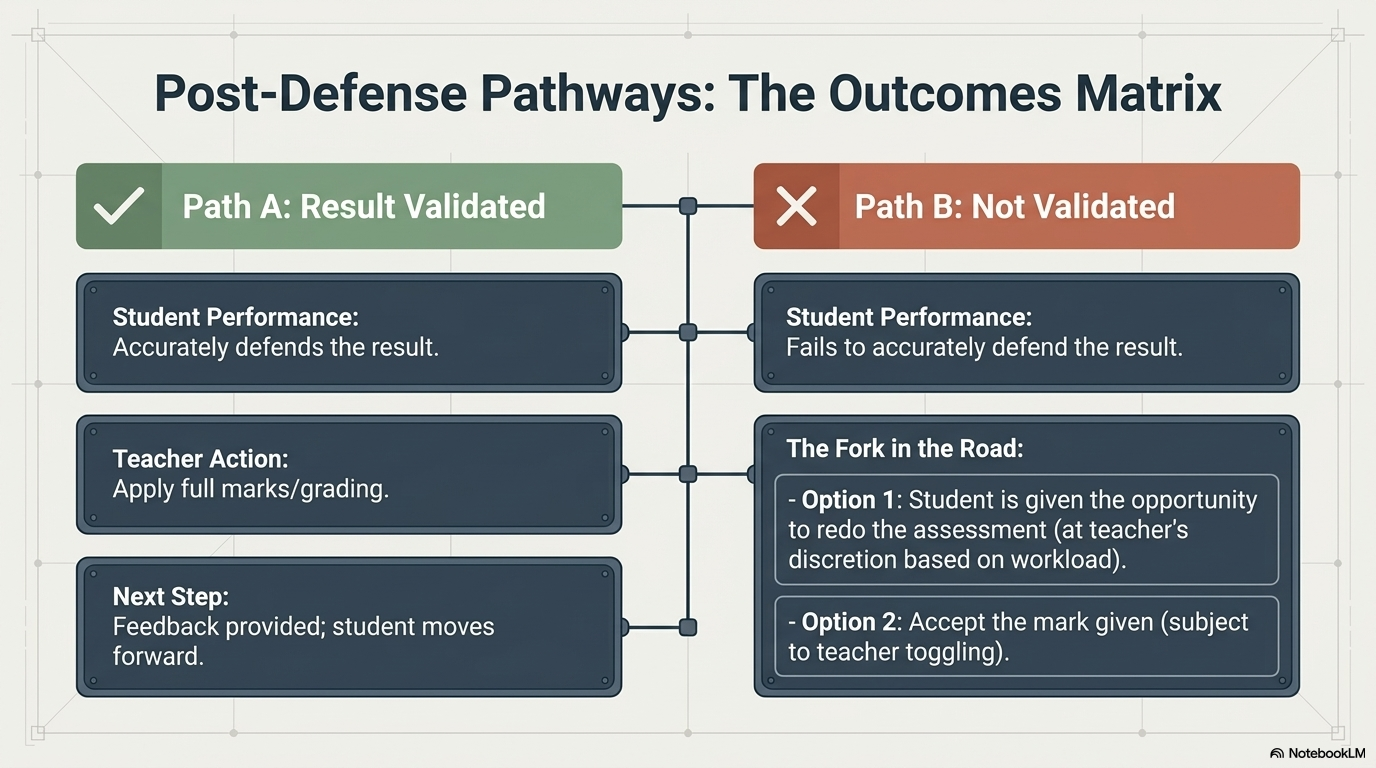 Post-Defense Pathways: The Outcomes Matrix
Path A: Result Validated
Student Performance:
Accurately defends the result.
Teacher Action:
Apply full marks/grading.
Next Step:
Feedback provided; student moves
forward.
Path B: Not Validated
Student Performance:
Fails to accurately defend the result.
The Fork in the Road:
- Option 1: Student is given the opportunity
to redo the assessment (at teacher's
discretion based on workload).
- Option 2: Accept the mark given (subject
to teacher toggling).
NotebookLM